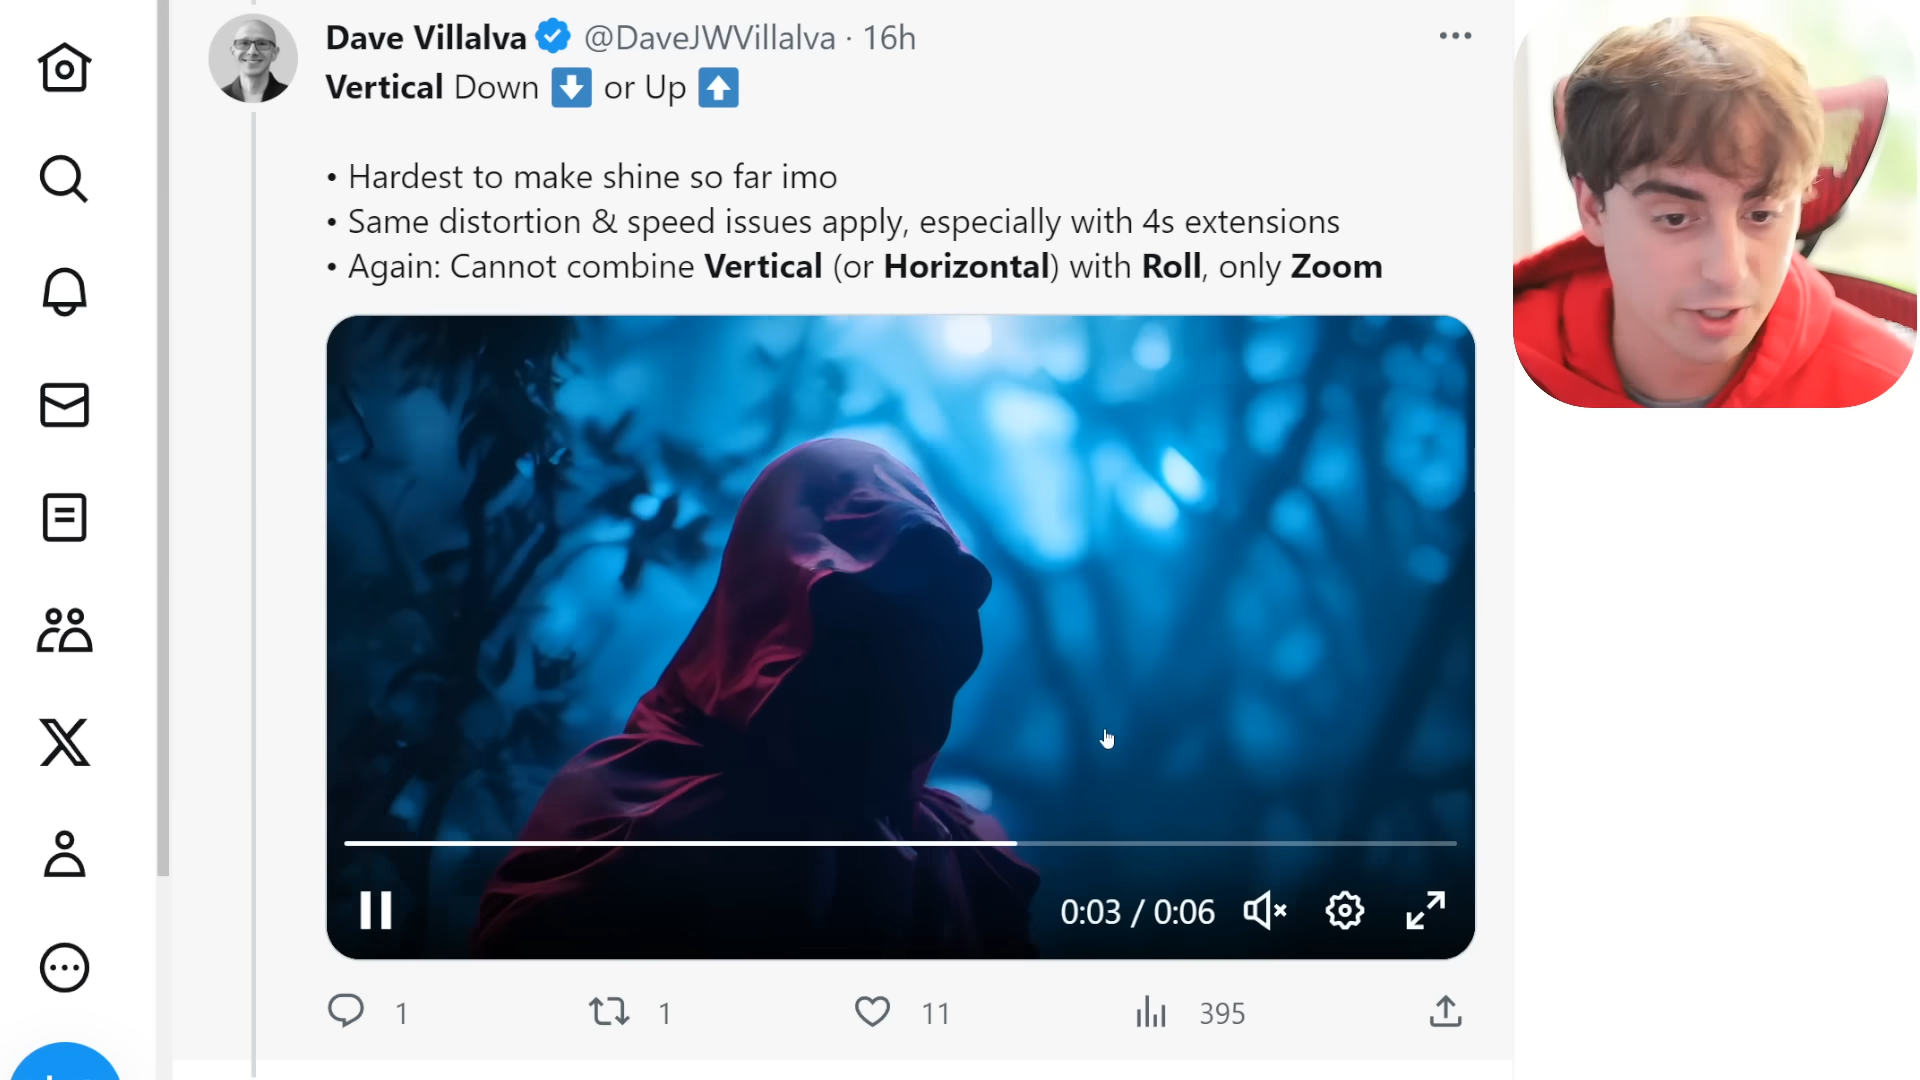 Dave Villalva @DaveJWVillalva · 16h
Vertical Down ⬇️ or Up ⬆️
• Hardest to make shine so far imo
• Same distortion & speed issues apply, especially with 4s extensions
• Again: Cannot combine Vertical (or Horizontal) with Roll, only Zoom
0:03 / 0:06
1 1 11 395